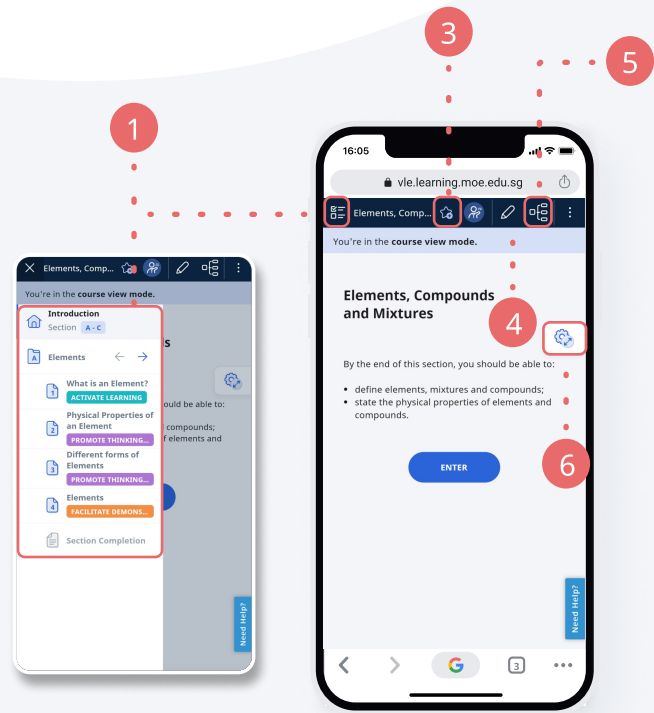 3
5
1
16:05
vle.learning.moe.edu.sg
Elements, Comp...
You're in the course view mode.
Elements, Comp...
You're in the course view mode.
Introduction
Section A - C
A
Elements
1
What is an Element?
ACTIVATE LEARNING
2
Physical Properties of
an Element
PROMOTE THINKING...
3
Different forms of
Elements
PROMOTE THINKING...
4
Elements
FACILITATE DEMONS...
Section Completion
s
ould be able to:
compounds;
f elements and
Need Help?
Elements, Compounds
and Mixtures
4
By the end of this section, you should be able to:
• define elements, mixtures and compounds;
• state the physical properties of elements and
compounds.
6
ENTER
Need Help?
G
3